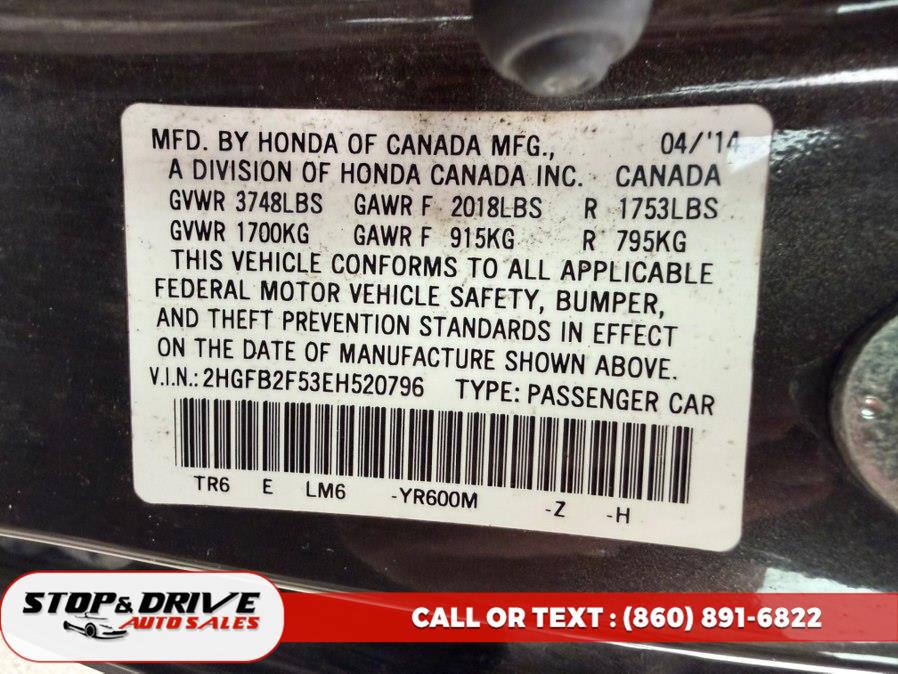 MFD. BY HONDA OF CANADA MFG., 04/'14
A DIVISION OF HONDA CANADA INC. CANADA
GVWR 3748LBS GAWR F 2018LBS R 1753LBS
GVWR 1700KG GAWR F 915KG R 795KG
THIS VEHICLE CONFORMS TO ALL APPLICABLE
FEDERAL MOTOR VEHICLE SAFETY, BUMPER,
AND THEFT PREVENTION STANDARDS IN EFFECT
ON THE DATE OF MANUFACTURE SHOWN ABOVE.
V.I.N.: 2HGFB2F53EH520796 TYPE: PASSENGER CAR
TR6 E LM6 -YR600M -Z -H
STOP & DRIVE
AUTO SALES
CALL OR TEXT : (860) 891-6822